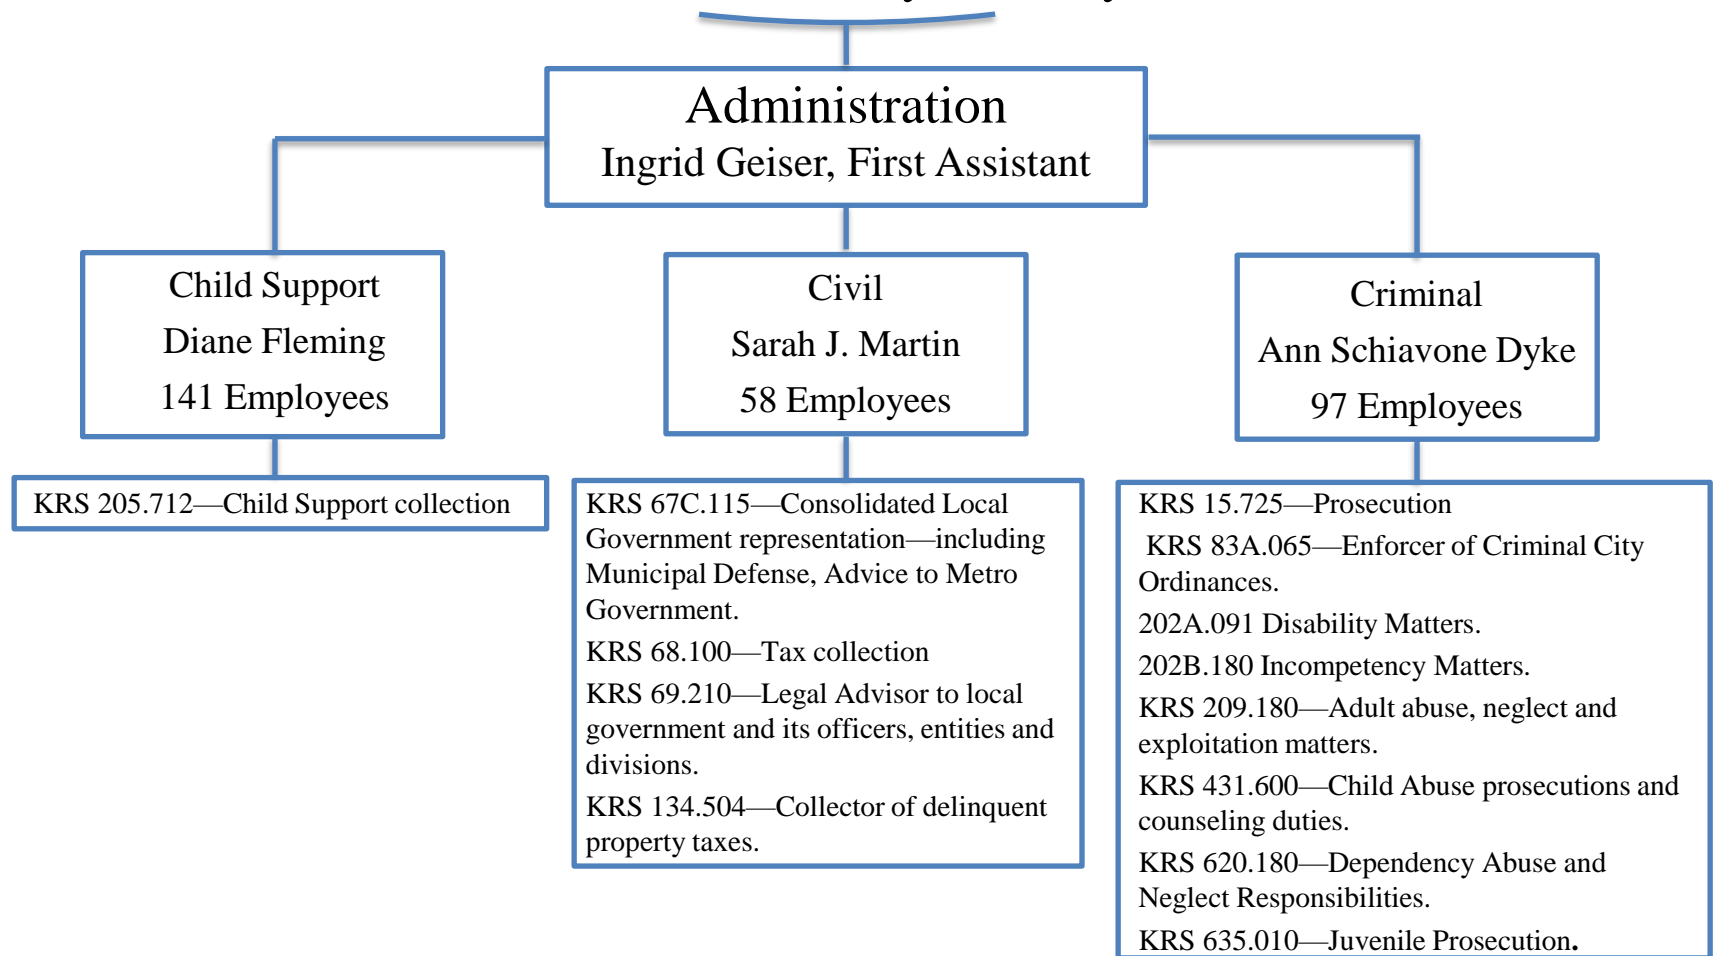 Administration
Ingrid Geiser, First Assistant
Child Support
Diane Fleming
141 Employees
Civil
Sarah J. Martin
58 Employees
Criminal
Ann Schiavone Dyke
97 Employees
KRS 205.712—Child Support collection
KRS 67C.115—Consolidated Local
Government representation—including
Municipal Defense, Advice to Metro
Government.
KRS 68.100—Tax collection
KRS 69.210—Legal Advisor to local
government and its officers, entities and
divisions.
KRS 134.504—Collector of delinquent
property taxes.
KRS 15.725—Prosecution
KRS 83A.065—Enforcer of Criminal City
Ordinances.
202A.091 Disability Matters.
202B.180 Incompetency Matters.
KRS 209.180—Adult abuse, neglect and
exploitation matters.
KRS 431.600—Child Abuse prosecutions and
counseling duties.
KRS 620.180—Dependency Abuse and
Neglect Responsibilities.
KRS 635.010—Juvenile Prosecution.